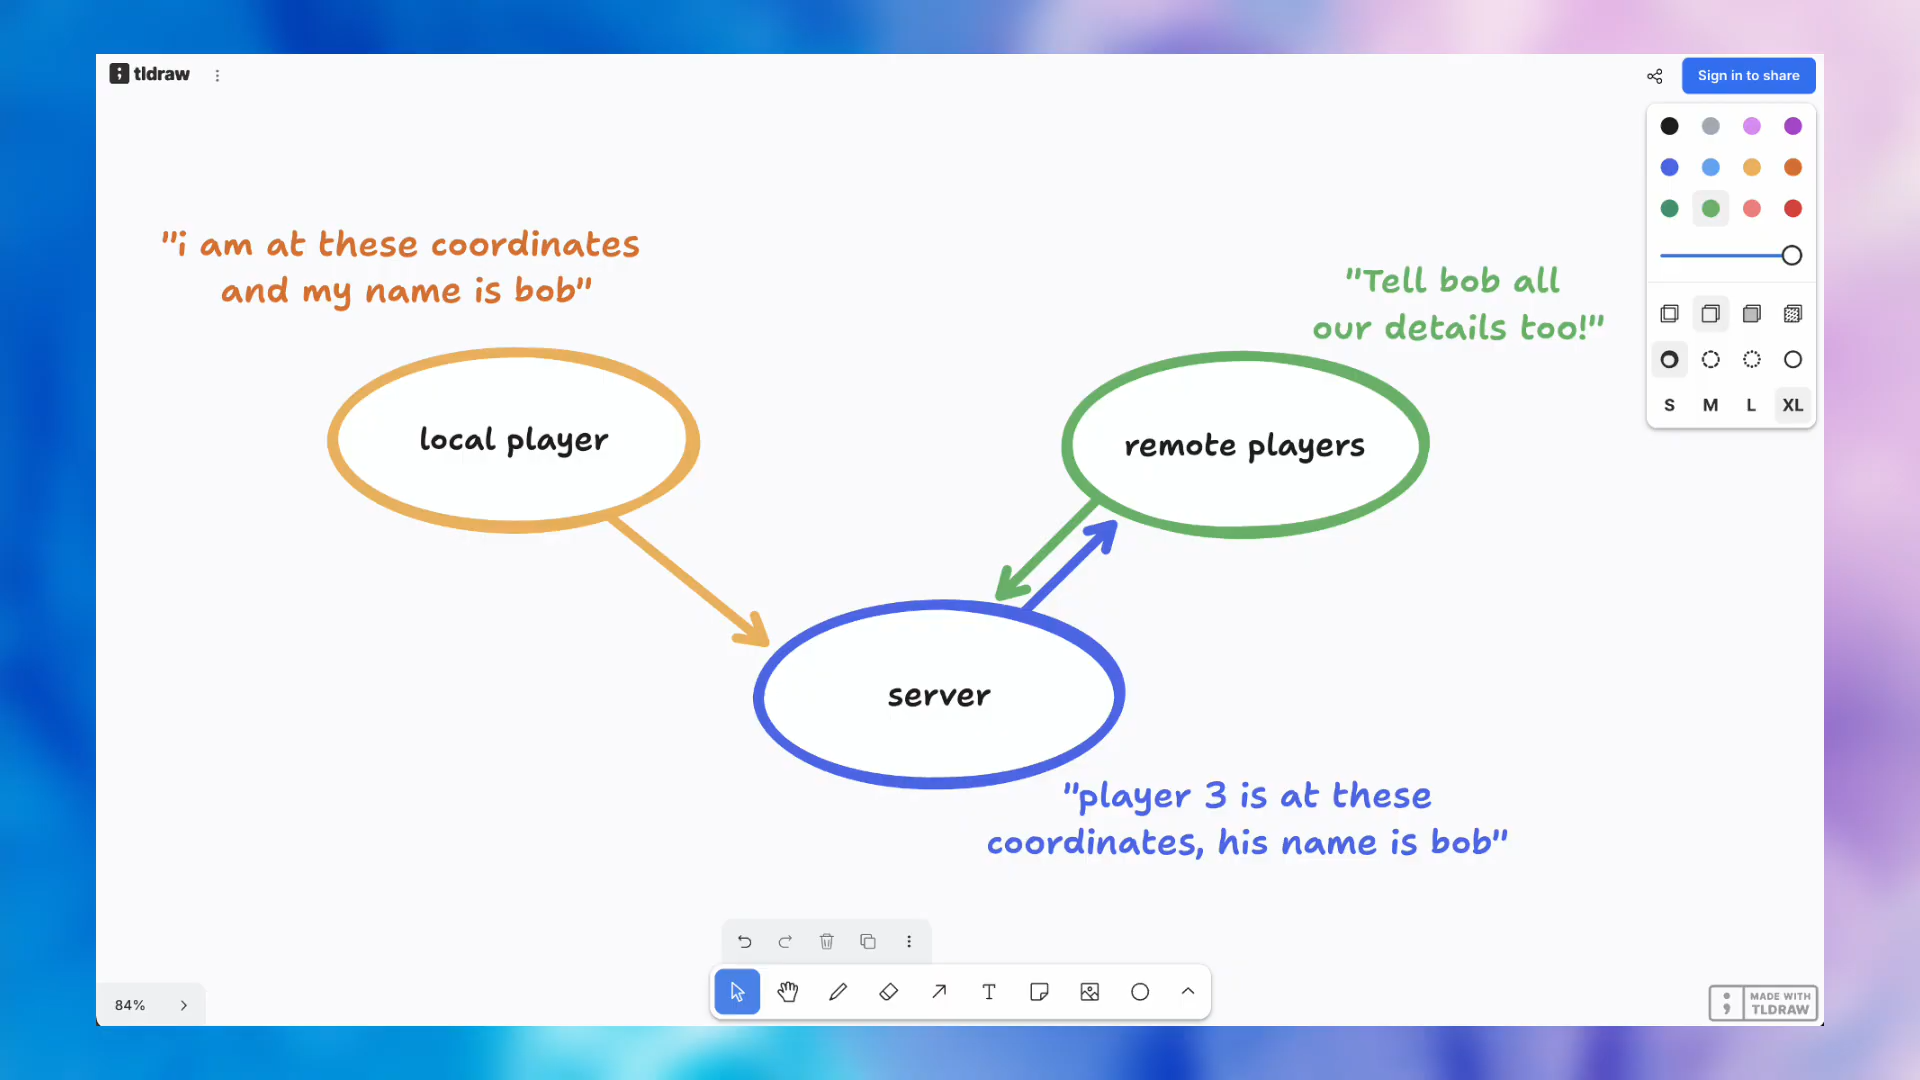 tldraw
Sign in to share
"i am at these coordinates
and my name is bob"
"Tell bob all
our details too!"
local player
remote players
server
"player 3 is at these
coordinates, his name is bob"
S M L XL
84%
MADE WITH
TLDRAW